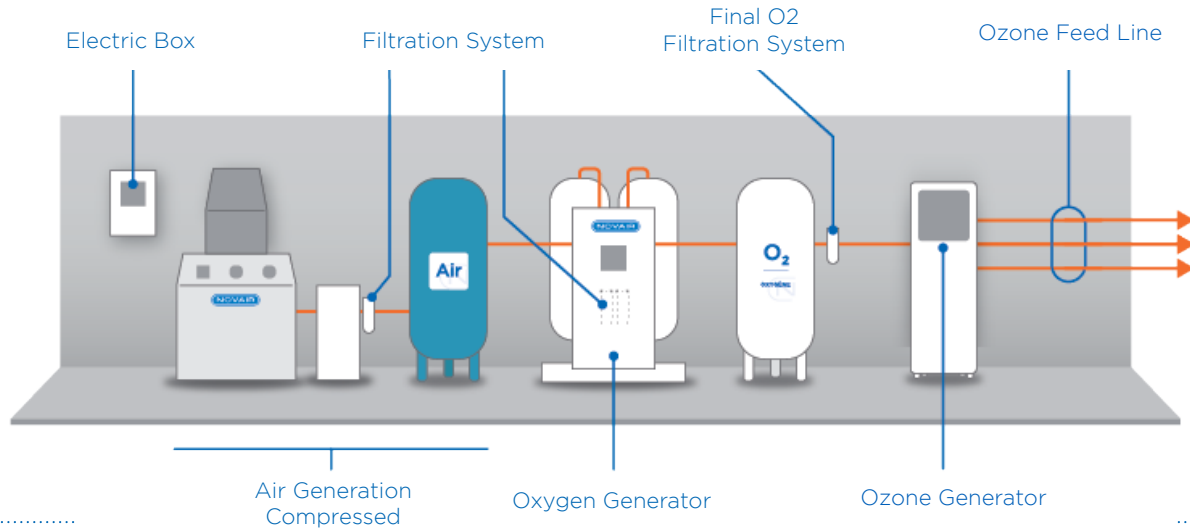 Electric Box
Filtration System
Final O2
Filtration System
Ozone Feed Line
NOVAIR
NOVAIR
Air
O₂
Air Generation
Compressed
Oxygen Generator
Ozone Generator